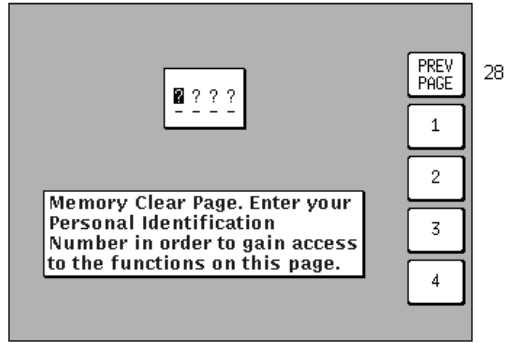 PREV
PAGE
28
? ? ? ?
1
2
Memory Clear Page. Enter your
Personal Identification
Number in order to gain access
to the functions on this page.
3
4